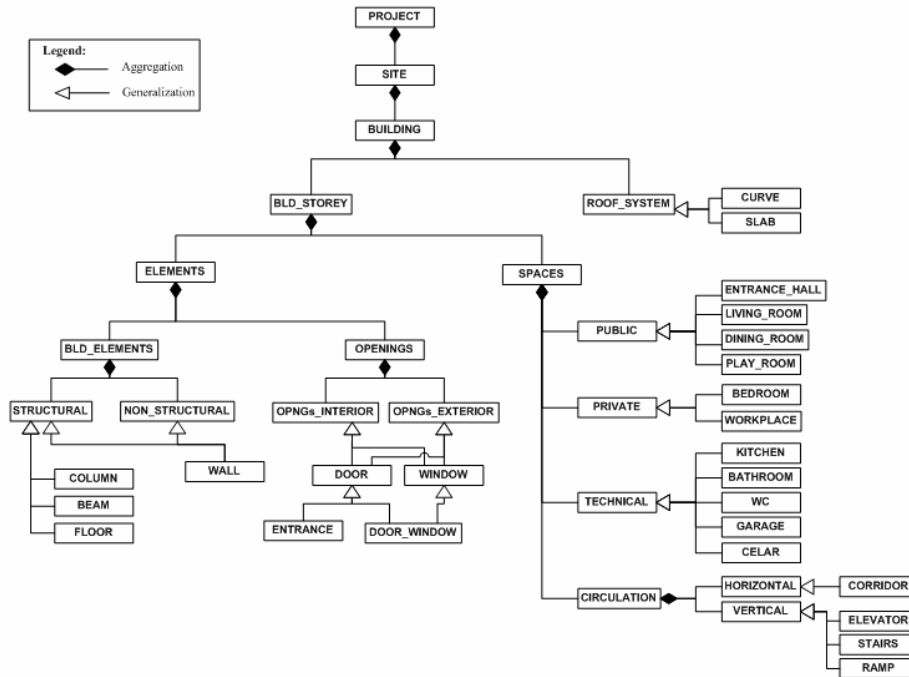 PROJECT
Legend:
Aggregation
SITE
Generalization
BUILDING
BLD_STOREY
ROOF_SYSTEM
CURVE
SLAB
ELEMENTS
SPACES
ENTRANCE_HALL
LIVING_ROOM
PUBLIC
DINING_ROOM
PLAY_ROOM
BLD_ELEMENTS
OPENINGS
BEDROOM
PRIVATE
WORKPLACE
STRUCTURAL
NON_STRUCTURAL
OPNGs_INTERIOR
OPNGs_EXTERIOR
KITCHEN
WALL
DOOR
WINDOW
COLUMN
BATHROOM
TECHNICAL
WC
BEAM
ENTRANCE
DOOR_WINDOW
GARAGE
FLOOR
CELAR
HORIZONTAL
CORRIDOR
CIRCULATION
VERTICAL
ELEVATOR
STAIRS
RAMP